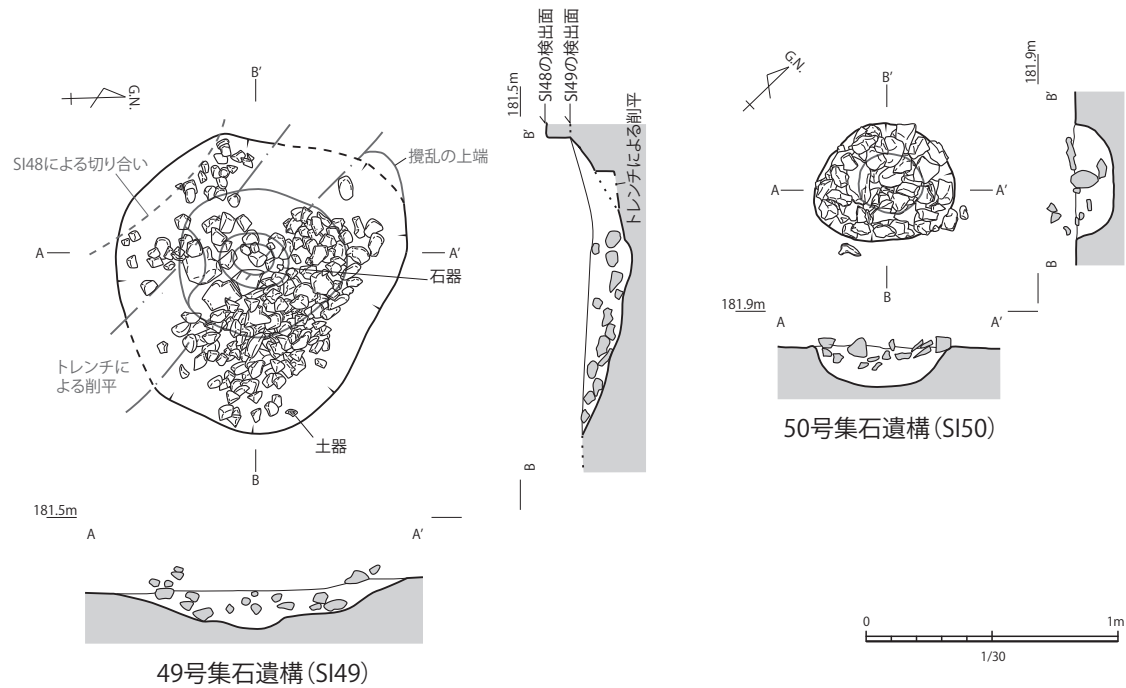 G.N.
B'
SI48による切り合い
攪乱の上端
A
A'
石器
トレンチに
よる削平
土器
B
181.5m
SI48の検出面
SI49の検出面
B'
トレンチによる削平
B
181.5m
A
A'
49号集石遺構(SI49)
G.N.
B'
A
A'
B
181.9m
B'
B
181.9m
A
A'
50号集石遺構(SI50)
0
1m
1/30